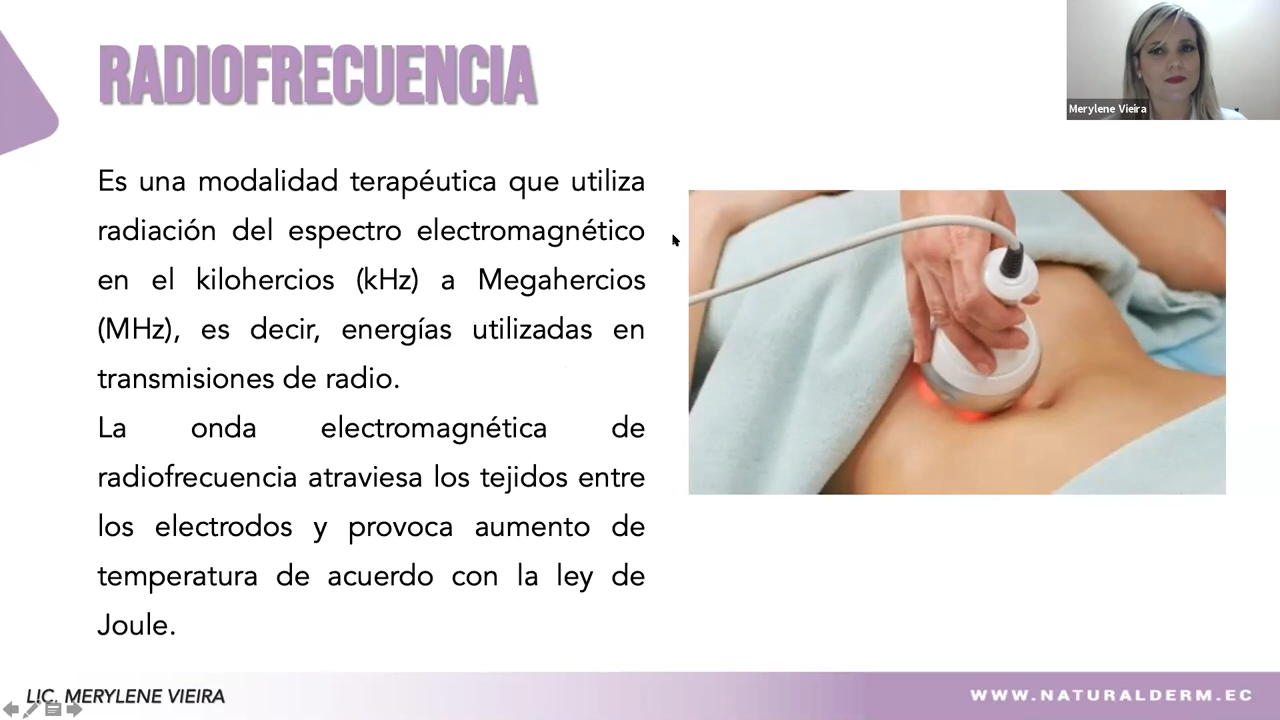 RADIOFRECUENCIA
Merylene Vieira
Es una modalidad terapéutica que utiliza
radiación del espectro electromagnético
en el kilohercios (kHz) a Megahercios
(MHz), es decir, energías utilizadas en
transmisiones de radio.
La onda electromagnética de
radiofrecuencia atraviesa los tejidos entre
los electrodos y provoca aumento de
temperatura de acuerdo con la ley de
Joule.
LIC. MERYLENE VIEIRA
WWW.NATURALDERM.EC